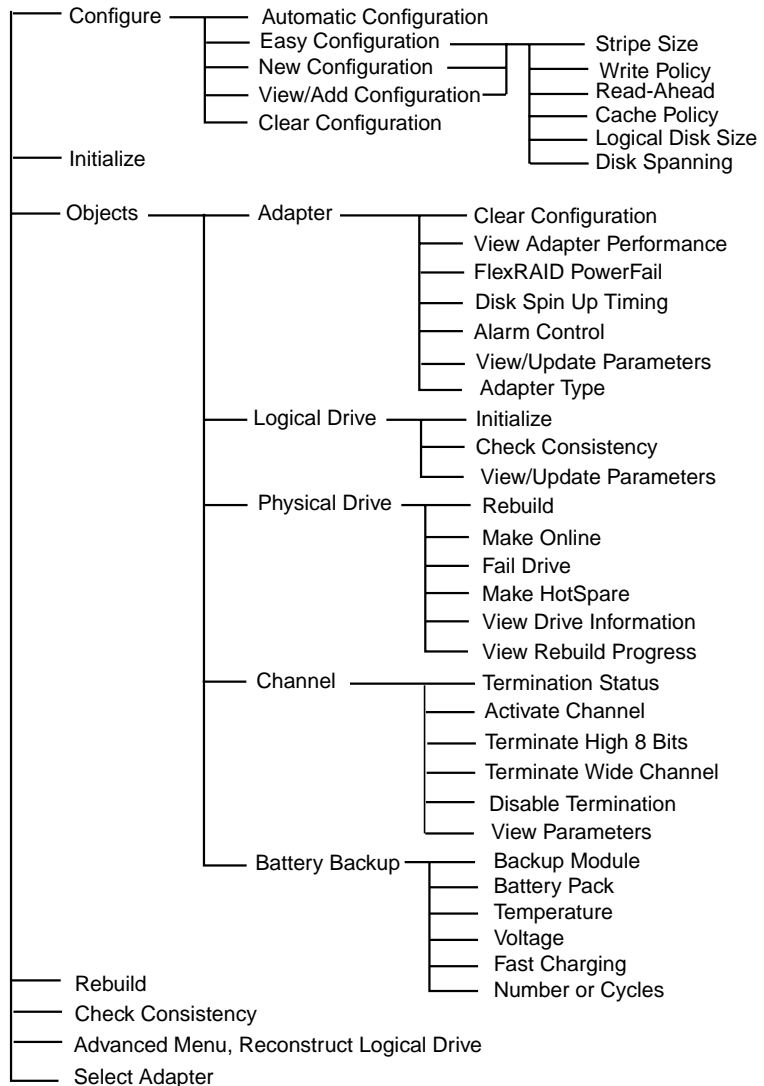 Configure
Automatic Configuration
Easy Configuration
New Configuration
View/Add Configuration
Clear Configuration
Stripe Size
Write Policy
Read-Ahead
Cache Policy
Logical Disk Size
Disk Spanning
Initialize
Objects
Adapter
Clear Configuration
View Adapter Performance
FlexRAID PowerFail
Disk Spin Up Timing
Alarm Control
View/Update Parameters
Adapter Type
Logical Drive
Initialize
Check Consistency
View/Update Parameters
Physical Drive
Rebuild
Make Online
Fail Drive
Make HotSpare
View Drive Information
View Rebuild Progress
Channel
Termination Status
Activate Channel
Terminate High 8 Bits
Terminate Wide Channel
Disable Termination
View Parameters
Battery Backup
Backup Module
Battery Pack
Temperature
Voltage
Fast Charging
Number or Cycles
Rebuild
Check Consistency
Advanced Menu, Reconstruct Logical Drive
Select Adapter